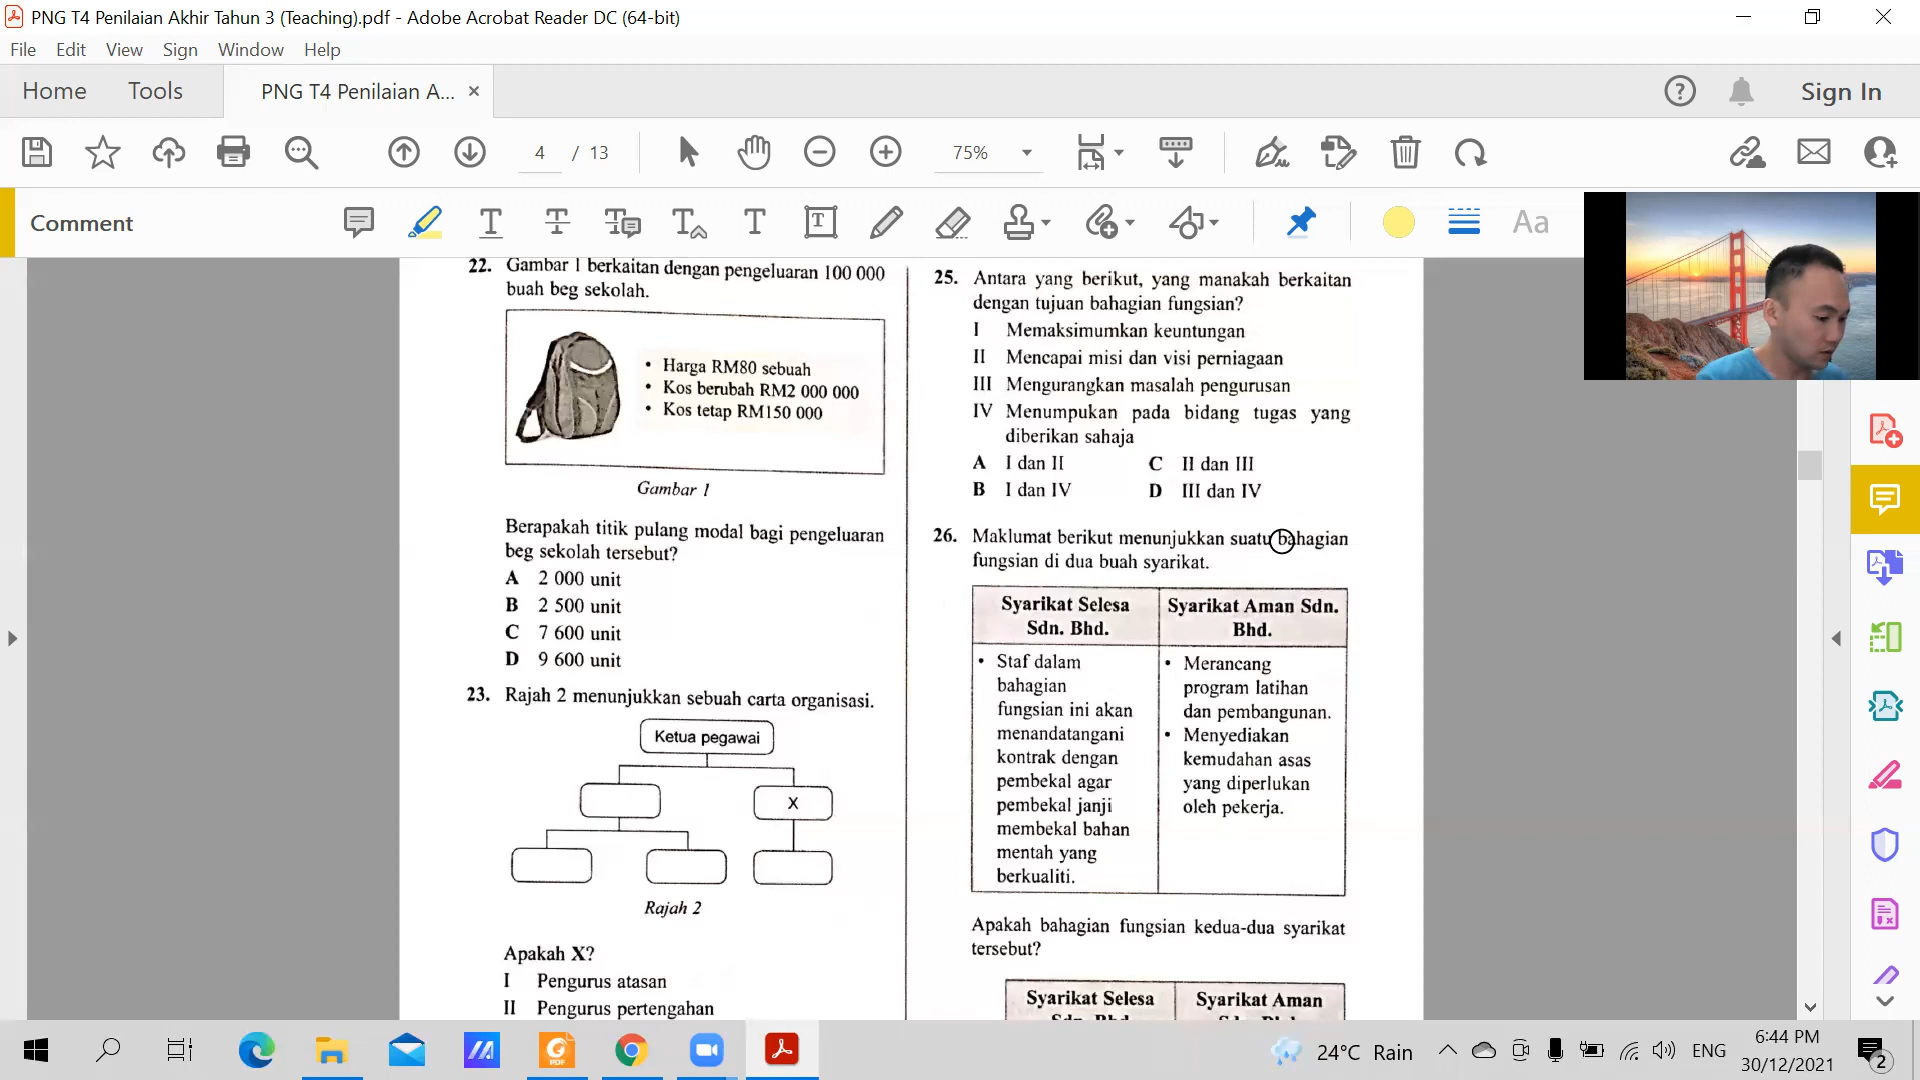 PNG T4 Penilaian Akhir Tahun 3 (Teaching).pdf - Adobe Acrobat Reader DC (64-bit)
File Edit View Sign Window Help
Home Tools PNG T4 Penilaian A... × Sign In
4 / 13 75%
Comment Aa
22. Gambar 1 berkaitan dengan pengeluaran 100 000
buah beg sekolah.
• Harga RM80 sebuah
• Kos berubah RM2 000 000
• Kos tetap RM150 000
Gambar 1
Berapakah titik pulang modal bagi pengeluaran
beg sekolah tersebut?
A 2 000 unit
B 2 500 unit
C 7 600 unit
D 9 600 unit
23. Rajah 2 menunjukkan sebuah carta organisasi.
Ketua pegawai
X
Rajah 2
Apakah X?
I Pengurus atasan
II Pengurus pertengahan
25. Antara yang berikut, yang manakah berkaitan
dengan tujuan bahagian fungsian?
I Memaksimumkan keuntungan
II Mencapai misi dan visi perniagaan
III Mengurangkan masalah pengurusan
IV Menumpukan pada bidang tugas yang
diberikan sahaja
A I dan II C II dan III
B I dan IV D III dan IV
26. Maklumat berikut menunjukkan suatu bahagian
fungsian di dua buah syarikat.
Syarikat Selesa
Sdn. Bhd.
• Staf dalam
bahagian
fungsian ini akan
menandatangani
kontrak dengan
pembekal agar
pembekal janji
membekal bahan
mentah yang
berkualiti.
Syarikat Aman Sdn.
Bhd.
• Merancang
program latihan
dan pembangunan.
• Menyediakan
kemudahan asas
yang diperlukan
oleh pekerja.
Apakah bahagian fungsian kedua-dua syarikat
tersebut?
Syarikat Selesa Syarikat Aman
24°C Rain ENG 6:44 PM
30/12/2021 2